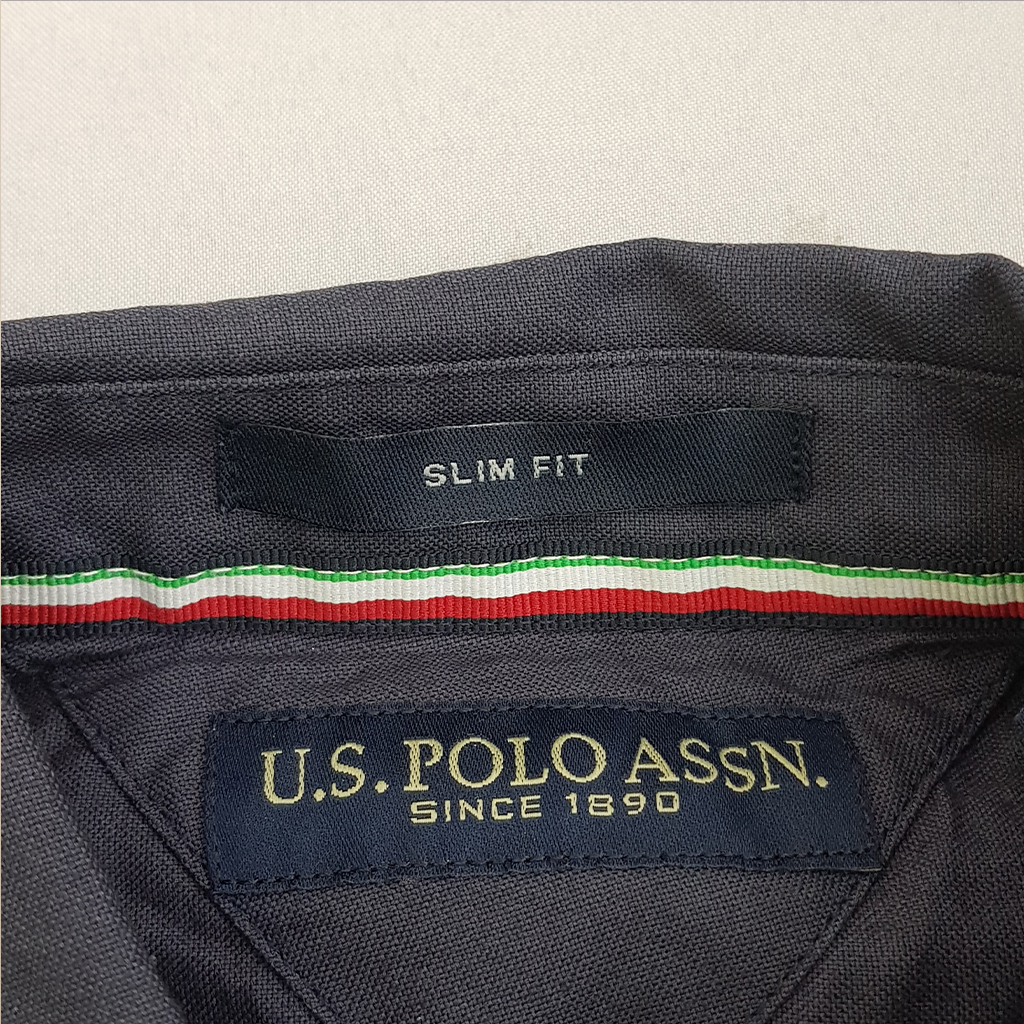 SLIM FIT
U.S. POLO ASSN.
SINCE 1890